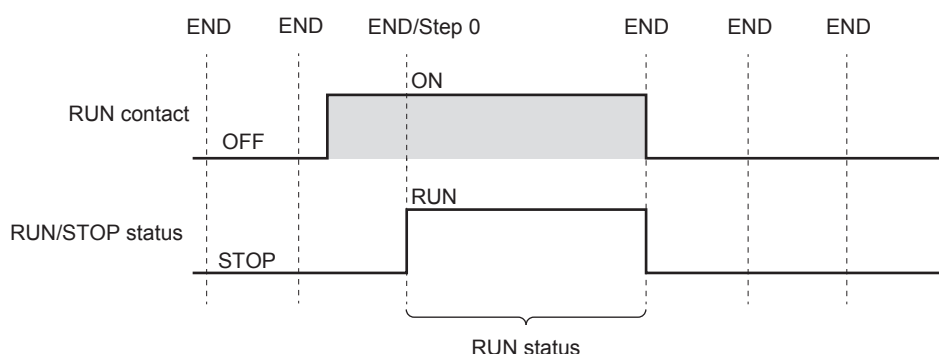 END END END/Step 0 END END END
ON
RUN contact
OFF
RUN
RUN/STOP status
STOP
RUN status